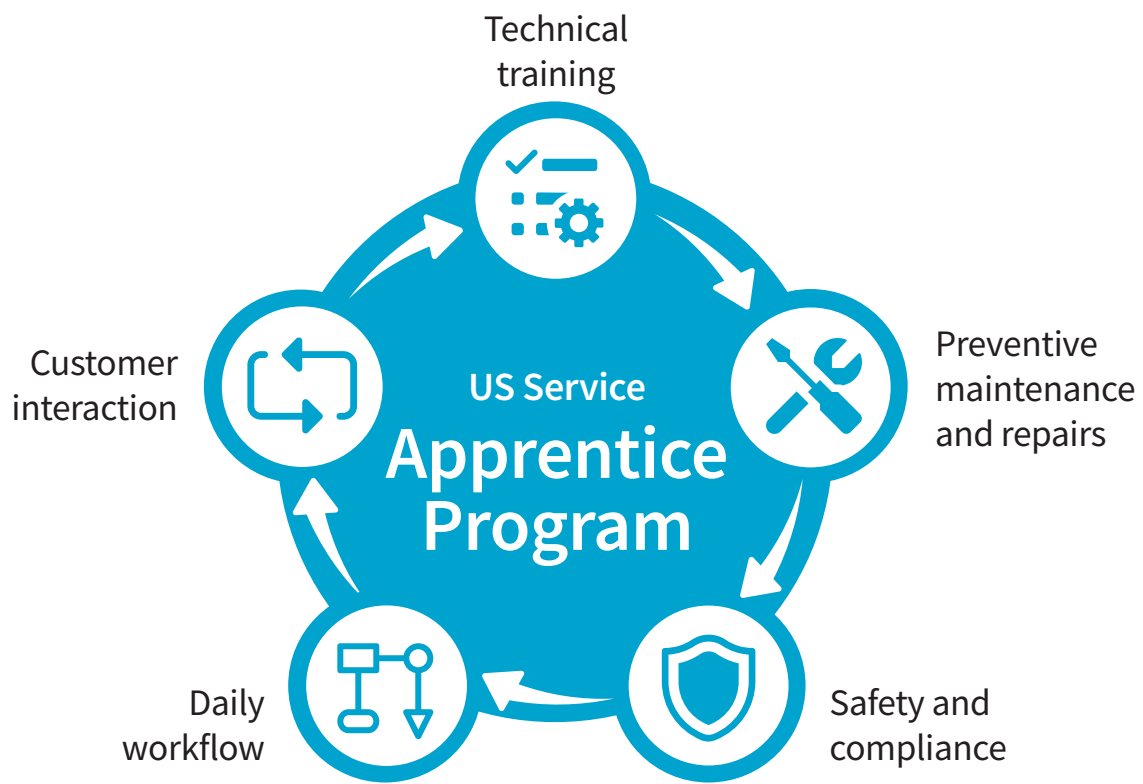 Technical
training
Preventive
maintenance
and repairs
Safety and
compliance
Daily
workflow
Customer
interaction
US Service
Apprentice
Program